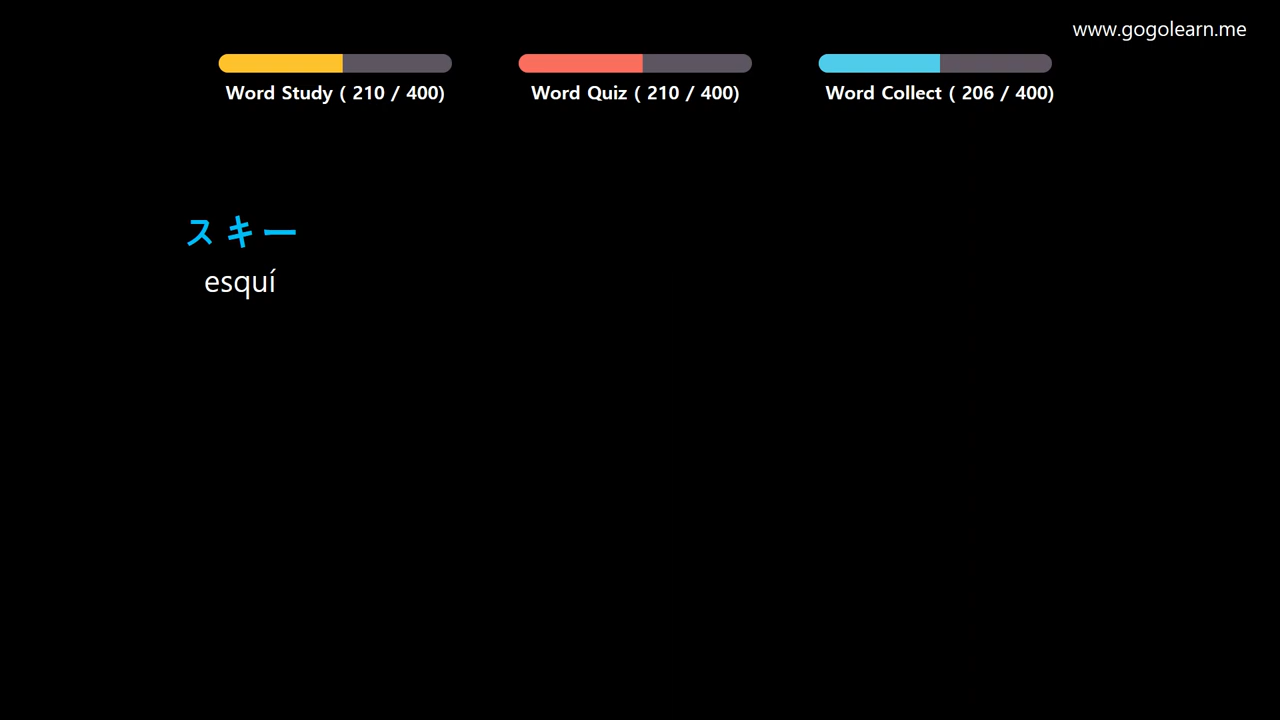 www.gogolearn.me
Word Study ( 210 / 400)
Word Quiz ( 210 / 400)
Word Collect ( 206 / 400)
スキー
esquí